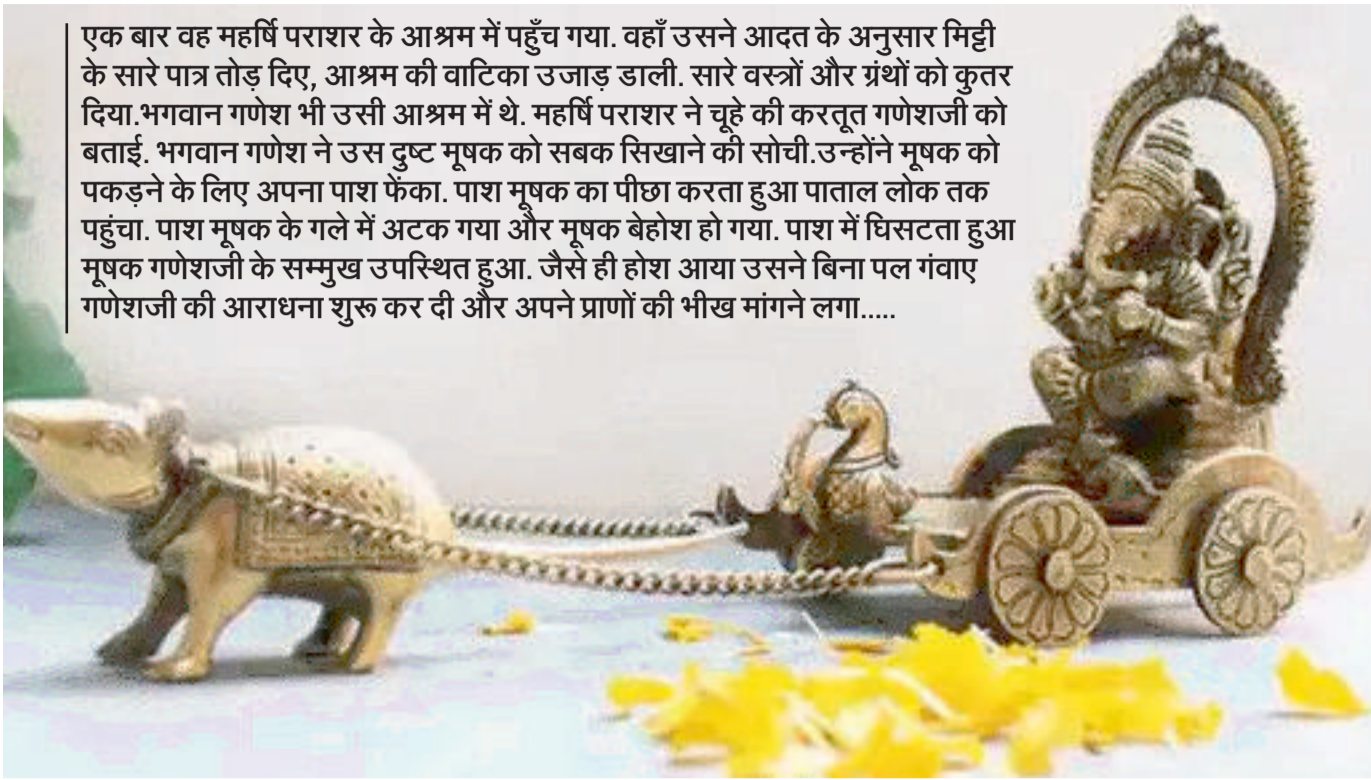 एक बार वह महर्षि पराशर के आश्रम में पहुँच गया. वहाँ उसने आदत के अनुसार मिट्टी
के सारे पात्र तोड़ दिए, आश्रम की वाटिका उजाड़ डाली. सारे वस्त्रों और ग्रंथों को कुतर
दिया.भगवान गणेश भी उसी आश्रम में थे. महर्षि पराशर ने चूहे की करतूत गणेशजी को
बताई. भगवान गणेश ने उस दुष्ट मूषक को सबक सिखाने की सोची.उन्होंने मूषक को
पकड़ने के लिए अपना पाश फेंका. पाश मूषक का पीछा करता हुआ पाताल लोक तक
पहुंचा. पाश मूषक के गले में अटक गया और मूषक बेहोश हो गया. पाश में घिसटता हुआ
मूषक गणेशजी के सम्मुख उपस्थित हुआ. जैसे ही होश आया उसने बिना पल गंवाए
गणेशजी की आराधना शुरू कर दी और अपने प्राणों की भीख मांगने लगा.....